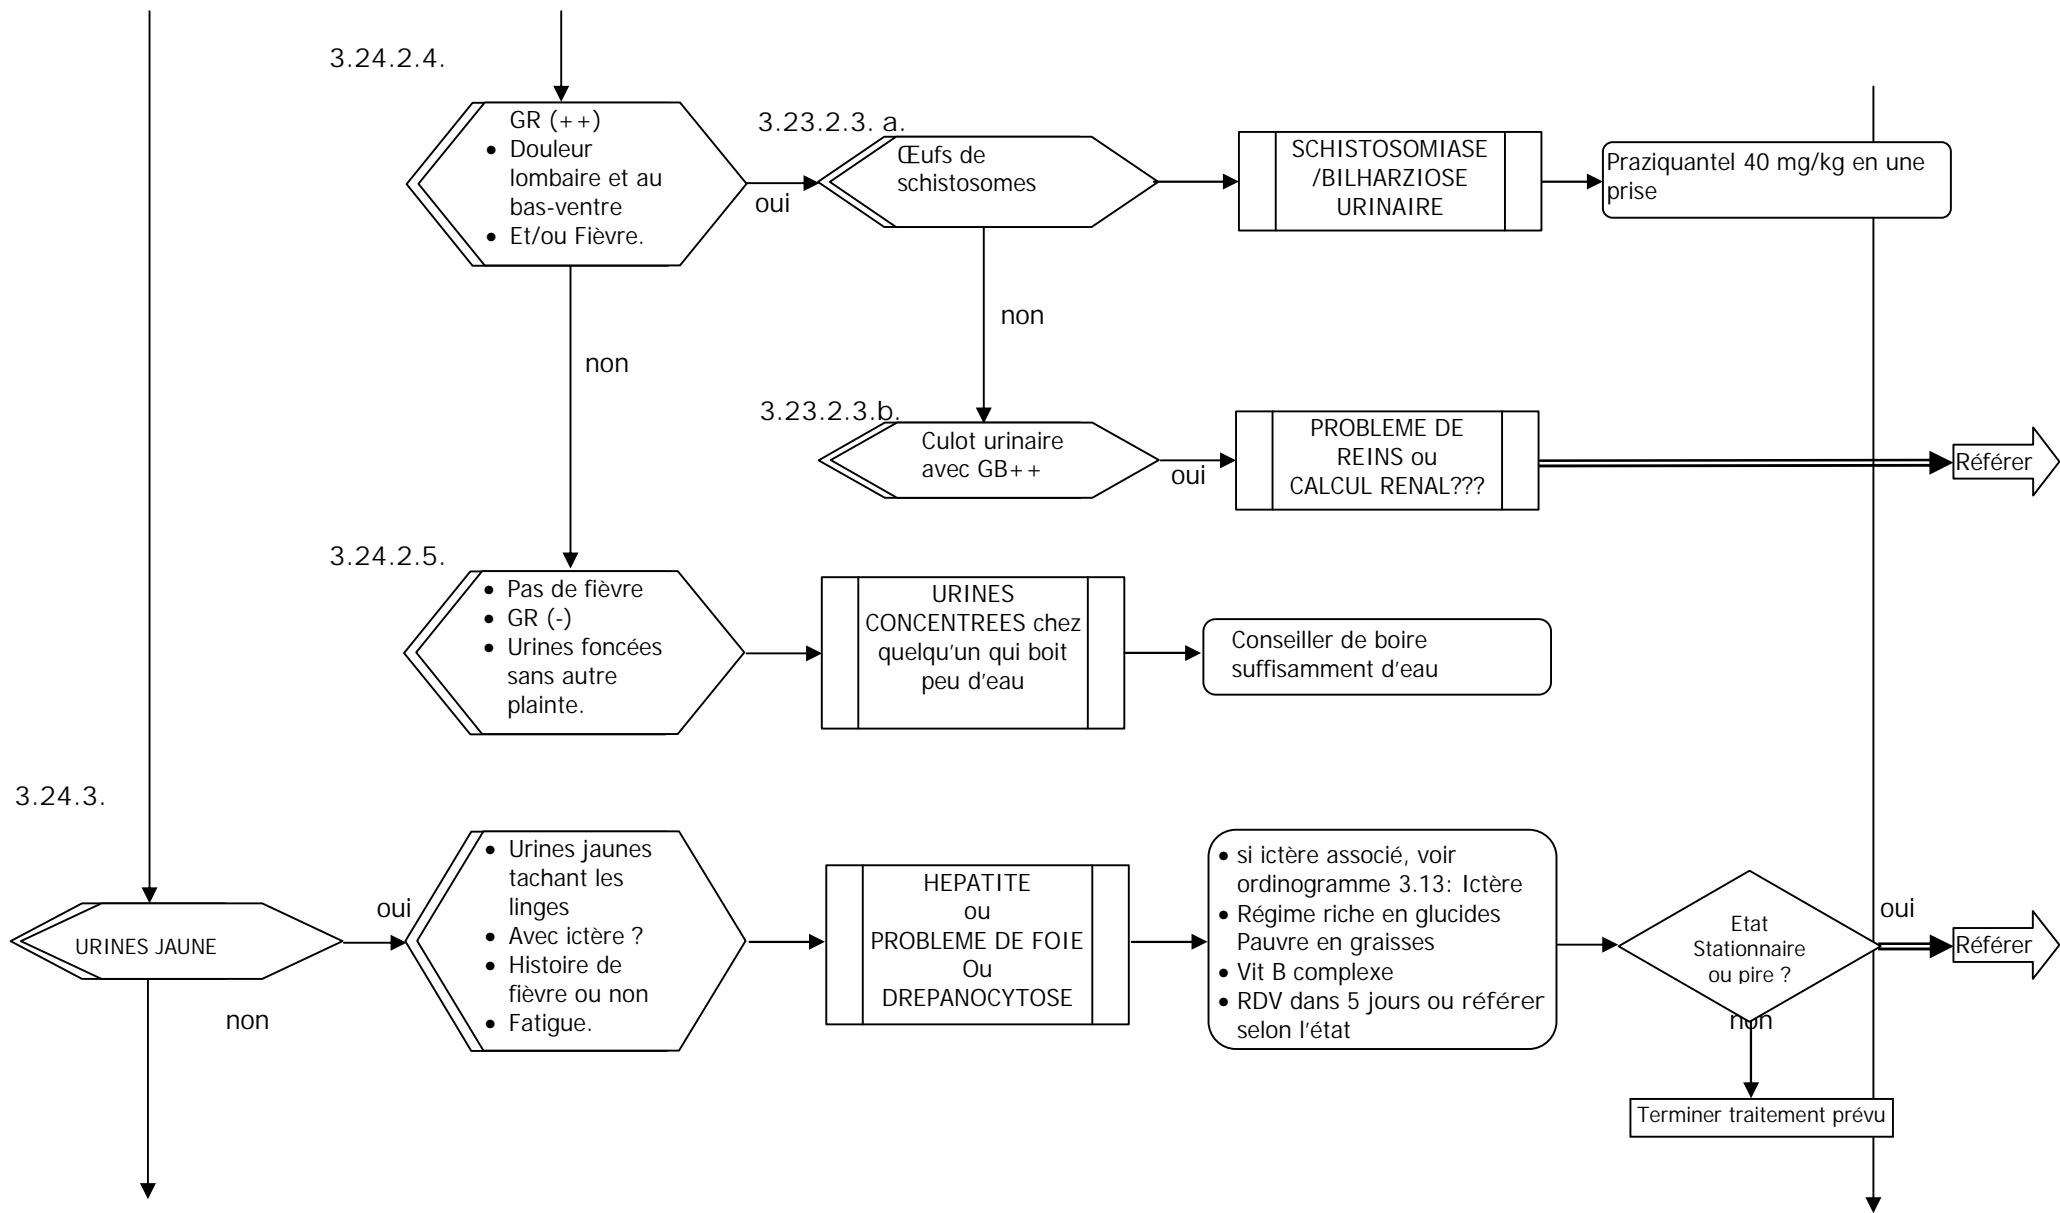 3.24.2.4.
GR (++)
• Douleur
lombaire et au
bas-ventre
• Et/ou Fièvre.
oui
3.23.2.3. a.
Œufs de
schistosomes
SCHISTOSOMIASE
/BILHARZIOSE
URINAIRE
Praziquantel 40 mg/kg en une
prise
non
non
3.23.2.3.b.
Culot urinaire
avec GB++
oui
PROBLEME DE
REINS ou
CALCUL RENAL???
Référer
3.24.2.5.
• Pas de fièvre
• GR (-)
• Urines foncées
sans autre
plainte.
URINES
CONCENTREES chez
quelqu'un qui boit
peu d'eau
Conseiller de boire
suffisamment d'eau
3.24.3.
URINES JAUNE
oui
non
• Urines jaunes
tachant les
linges
• Avec ictère ?
• Histoire de
fièvre ou non
• Fatigue.
HEPATITE
ou
PROBLEME DE FOIE
Ou
DREPANOCYTOSE
• si ictère associé, voir
ordinogramme 3.13: Ictère
• Régime riche en glucides
Pauvre en graisses
• Vit B complexe
• RDV dans 5 jours ou référer
selon l'état
Etat
Stationnaire
ou pire ?
oui
Référer
non
Terminer traitement prévu